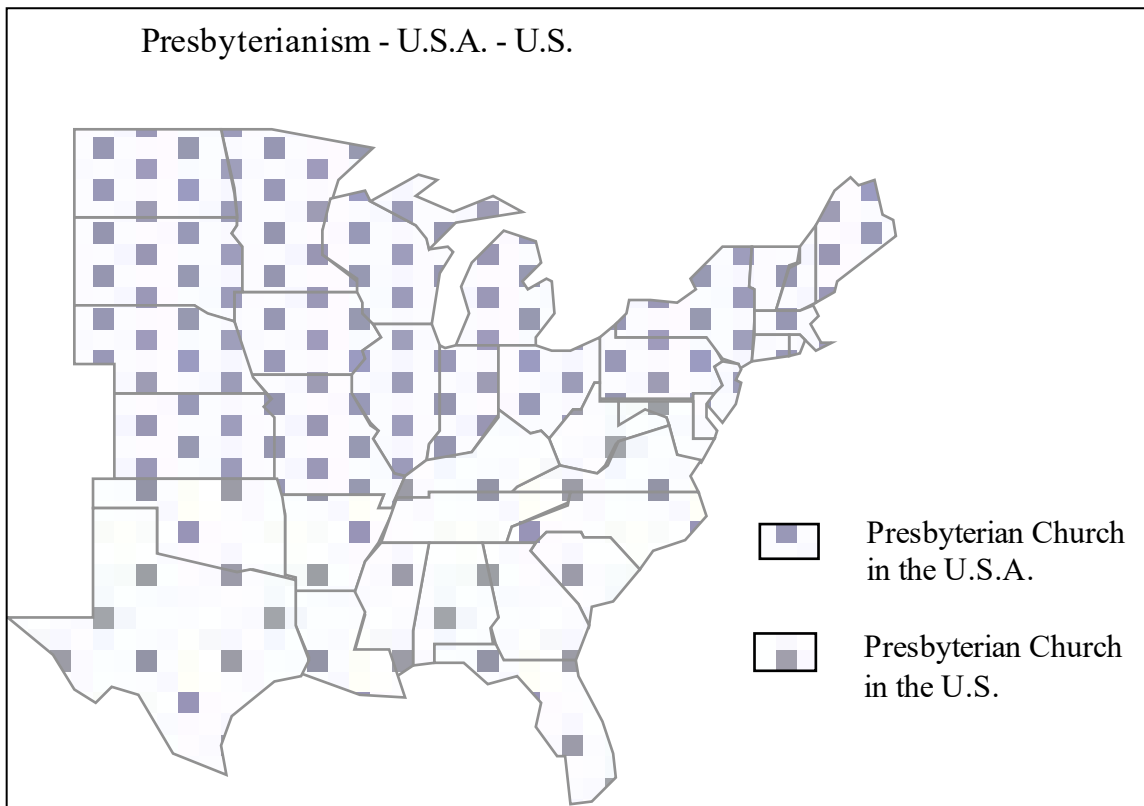 Presbyterianism - U.S.A. - U.S.
Presbyterian Church
in the U.S.A.
Presbyterian Church
in the U.S.